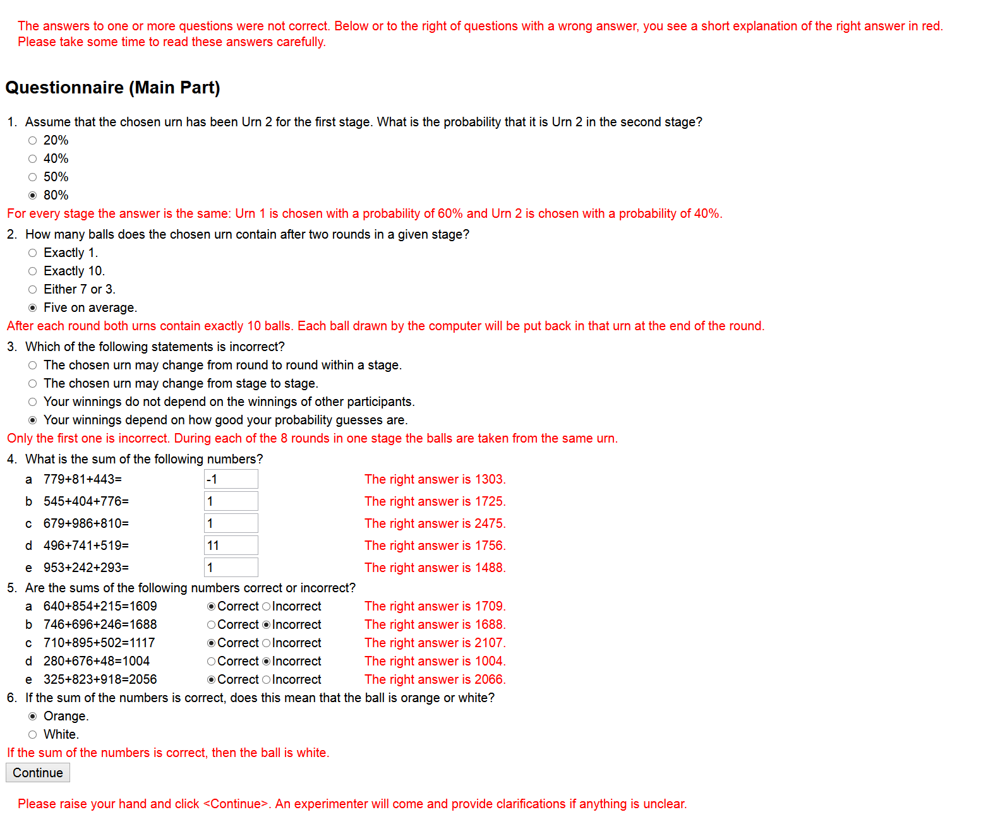 The answers to one or more questions were not correct. Below or to the right of questions with a wrong answer, you see a short explanation of the right answer in red.
Please take some time to read these answers carefully.
Questionnaire (Main Part)
1. Assume that the chosen urn has been Urn 2 for the first stage. What is the probability that it is Urn 2 in the second stage?
20%
40%
50%
80%
For every stage the answer is the same: Urn 1 is chosen with a probability of 60% and Urn 2 is chosen with a probability of 40%.
2. How many balls does the chosen urn contain after two rounds in a given stage?
Exactly 1.
Exactly 10.
Either 7 or 3.
Five on average.
After each round both urns contain exactly 10 balls. Each ball drawn by the computer will be put back in that urn at the end of the round.
3. Which of the following statements is incorrect?
The chosen urn may change from round to round within a stage.
The chosen urn may change from stage to stage.
Your winnings do not depend on the winnings of other participants.
Your winnings depend on how good your probability guesses are.
Only the first one is incorrect. During each of the 8 rounds in one stage the balls are taken from the same urn.
4. What is the sum of the following numbers?
a 779+81+443= -1 The right answer is 1303.
b 545+404+776= 1 The right answer is 1725.
c 679+986+810= 1 The right answer is 2475.
d 496+741+519= 11 The right answer is 1756.
e 953+242+293= 1 The right answer is 1488.
5. Are the sums of the following numbers correct or incorrect?
a 640+854+215=1609 Correct Incorrect The right answer is 1709.
b 746+696+246=1688 Correct Incorrect The right answer is 1688.
c 710+895+502=1117 Correct Incorrect The right answer is 2107.
d 280+676+48=1004 Correct Incorrect The right answer is 1004.
e 325+823+918=2056 Correct Incorrect The right answer is 2066.
6. If the sum of the numbers is correct, does this mean that the ball is orange or white?
Orange.
White.
If the sum of the numbers is correct, then the ball is white.
Continue
Please raise your hand and click <Continue>. An experimenter will come and provide clarifications if anything is unclear.